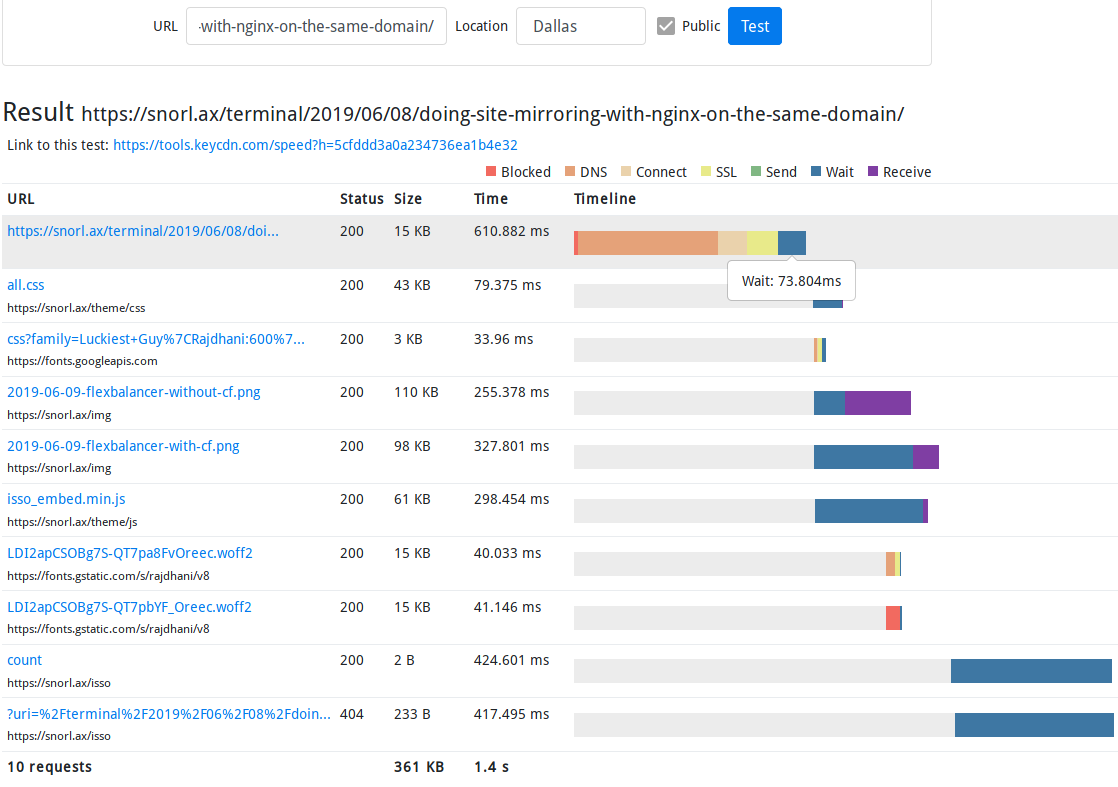 URL -with-nginx-on-the-same-domain/ Location Dallas Public Test
Result https://snorl.ax/terminal/2019/06/08/doing-site-mirroring-with-nginx-on-the-same-domain/
Link to this test: https://tools.keycdn.com/speed?h=5cfddd3a0a234736ea1b4e32
Blocked DNS Connect SSL Send Wait Receive
URL Status Size Time Timeline
https://snorl.ax/terminal/2019/06/08/doi... 200 15 KB 610.882 ms
Wait: 73.804ms
all.css 200 43 KB 79.375 ms
https://snorl.ax/theme/css
css?family=Luckiest+Guy%7CRajdhani:600%7... 200 3 KB 33.96 ms
https://fonts.googleapis.com
2019-06-09-flexbalancer-without-cf.png 200 110 KB 255.378 ms
https://snorl.ax/img
2019-06-09-flexbalancer-with-cf.png 200 98 KB 327.801 ms
https://snorl.ax/img
isso_embed.min.js 200 61 KB 298.454 ms
https://snorl.ax/theme/js
LDI2apCSOBg7S-QT7pa8FvOreec.woff2 200 15 KB 40.033 ms
https://fonts.gstatic.com/s/rajdhani/v8
LDI2apCSOBg7S-QT7pbYF_Oreec.woff2 200 15 KB 41.146 ms
https://fonts.gstatic.com/s/rajdhani/v8
count 200 2 B 424.601 ms
https://snorl.ax/isso
?uri=%2Fterminal%2F2019%2F06%2F08%2Fdoin... 404 233 B 417.495 ms
https://snorl.ax/isso
10 requests 361 KB 1.4 s